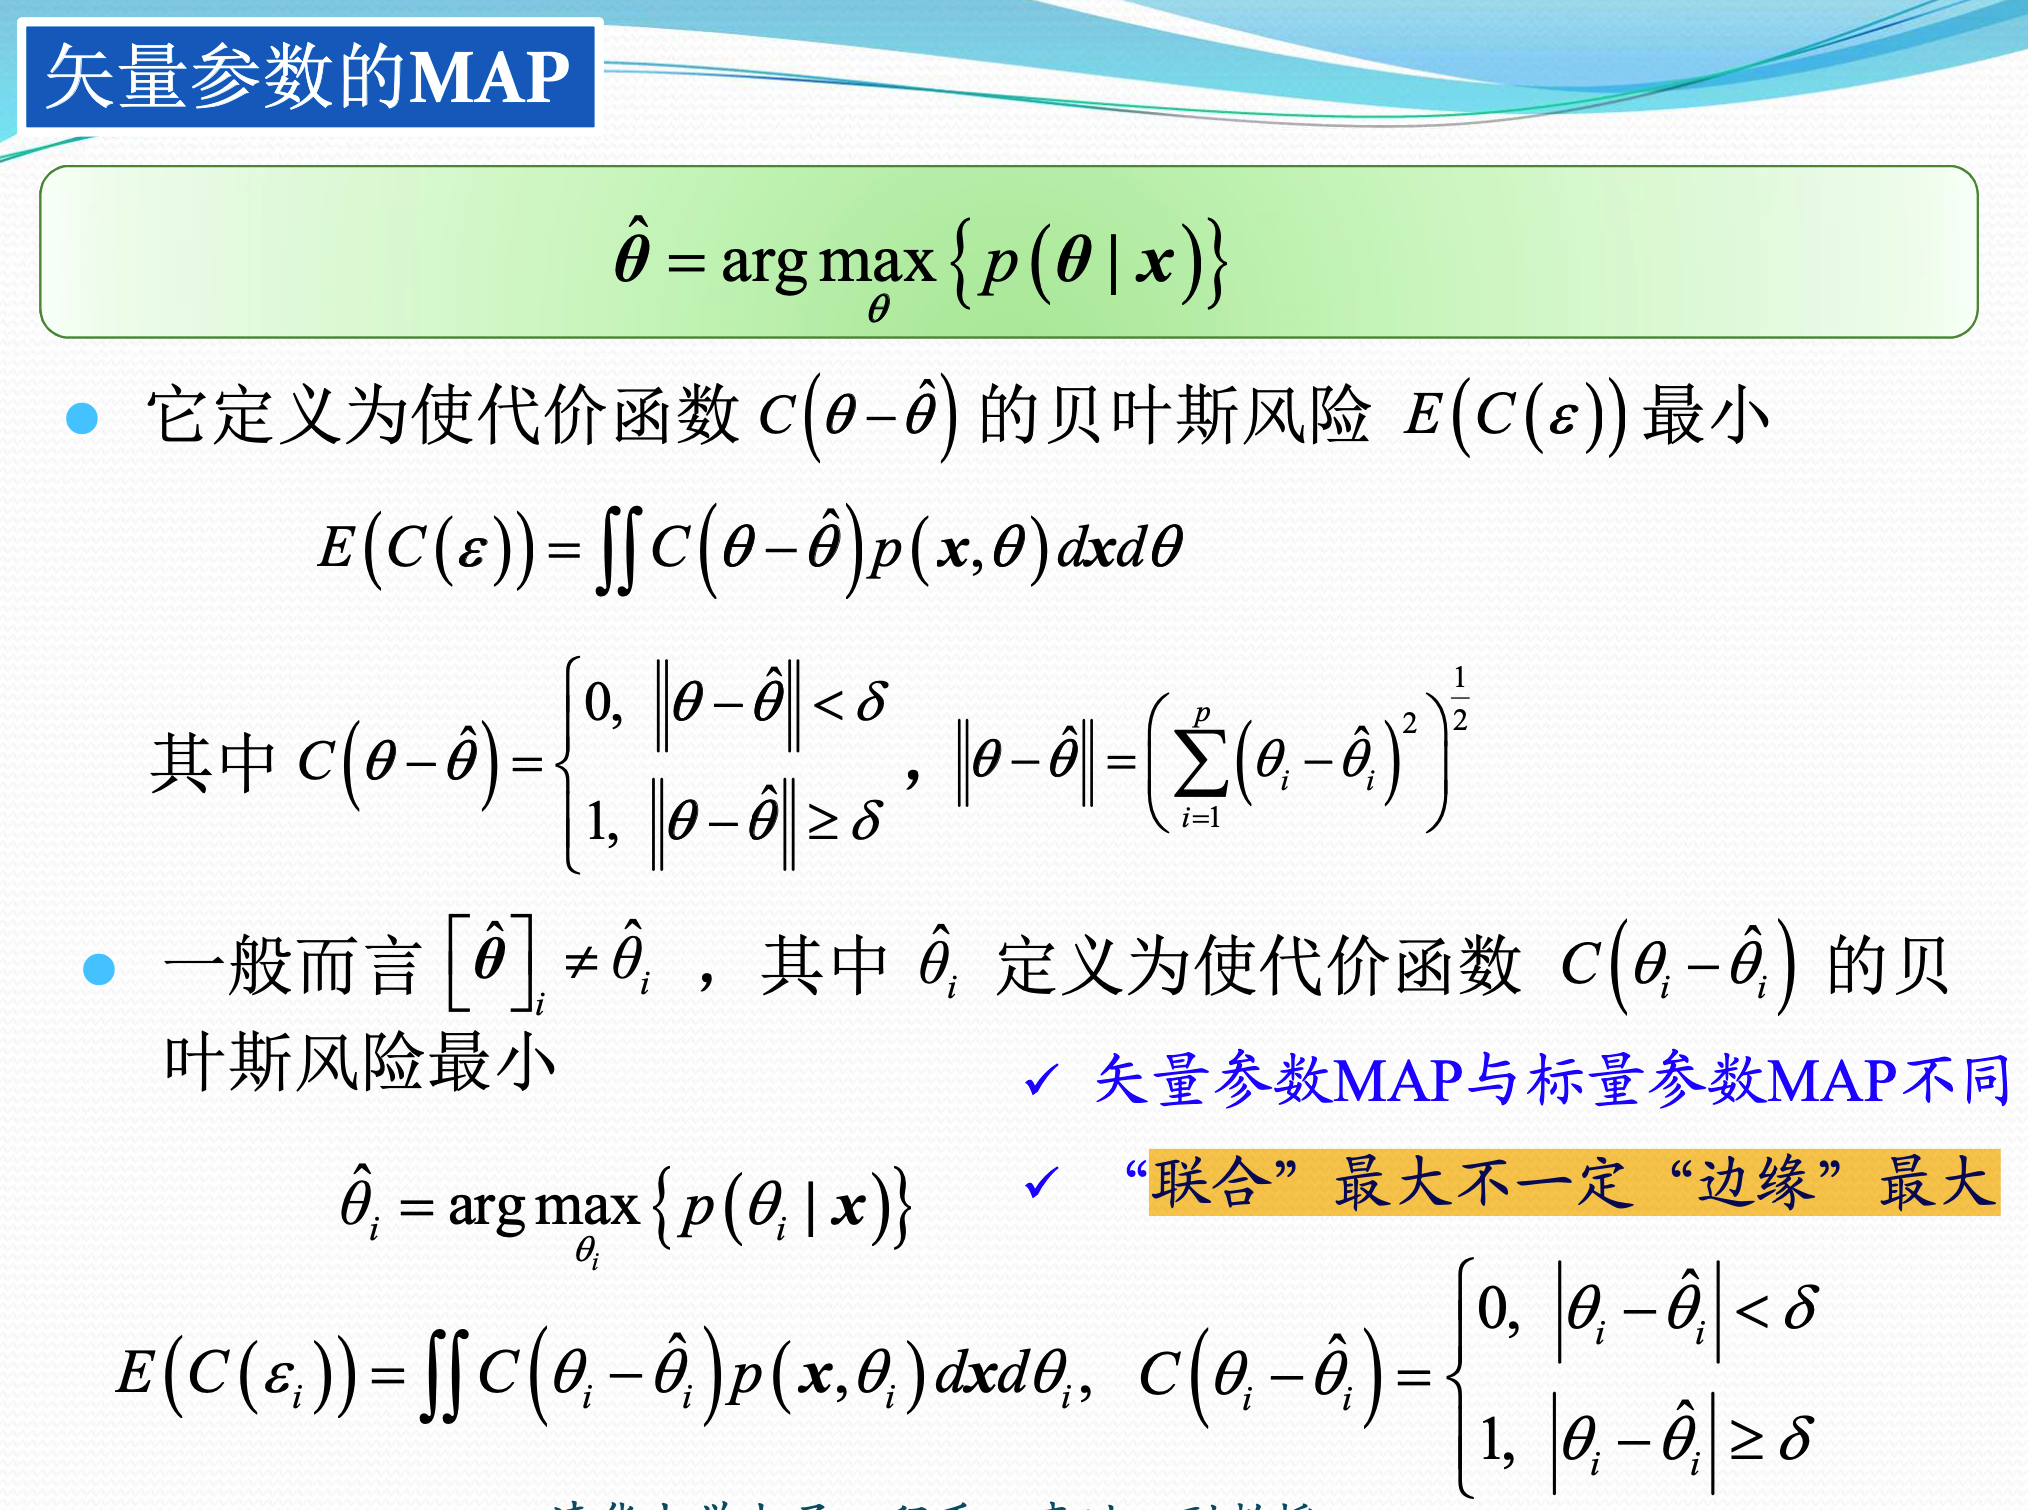 矢量参数的MAP
$\hat{\boldsymbol{\theta}} = \arg\max_{\theta} \{ p(\boldsymbol{\theta} \mid \boldsymbol{x}) \}$
● 它定义为使代价函数 $C(\boldsymbol{\theta} - \hat{\boldsymbol{\theta}})$ 的贝叶斯风险 $E(C(\boldsymbol{\varepsilon}))$ 最小
$E(C(\boldsymbol{\varepsilon})) = \iint C(\theta - \hat{\theta}) p(\boldsymbol{x}, \theta) d\boldsymbol{x} d\theta$
其中 $C(\theta - \hat{\theta}) = \begin{cases} 0, & \|\theta - \hat{\theta}\| < \delta \\ 1, & \|\theta - \hat{\theta}\| \geq \delta \end{cases}$ ，$\|\theta - \hat{\theta}\| = \left( \sum_{i=1}^{p} (\theta_i - \hat{\theta}_i)^2 \right)^{\frac{1}{2}}$
● 一般而言 $[\hat{\boldsymbol{\theta}}]_i \neq \hat{\theta}_i$ ，其中 $\hat{\theta}_i$ 定义为使代价函数 $C(\theta_i - \hat{\theta}_i)$ 的贝
叶斯风险最小
✓ 矢量参数MAP与标量参数MAP不同
✓ “联合”最大不一定“边缘”最大
$\hat{\theta}_i = \arg\max_{\theta_i} \{ p(\theta_i \mid \boldsymbol{x}) \}$
$E(C(\varepsilon_i)) = \iint C(\theta_i - \hat{\theta}_i) p(\boldsymbol{x}, \theta_i) d\boldsymbol{x} d\theta_i, \ C(\theta_i - \hat{\theta}_i) = \begin{cases} 0, & |\theta_i - \hat{\theta}_i| < \delta \\ 1, & |\theta_i - \hat{\theta}_i| \geq \delta \end{cases}$